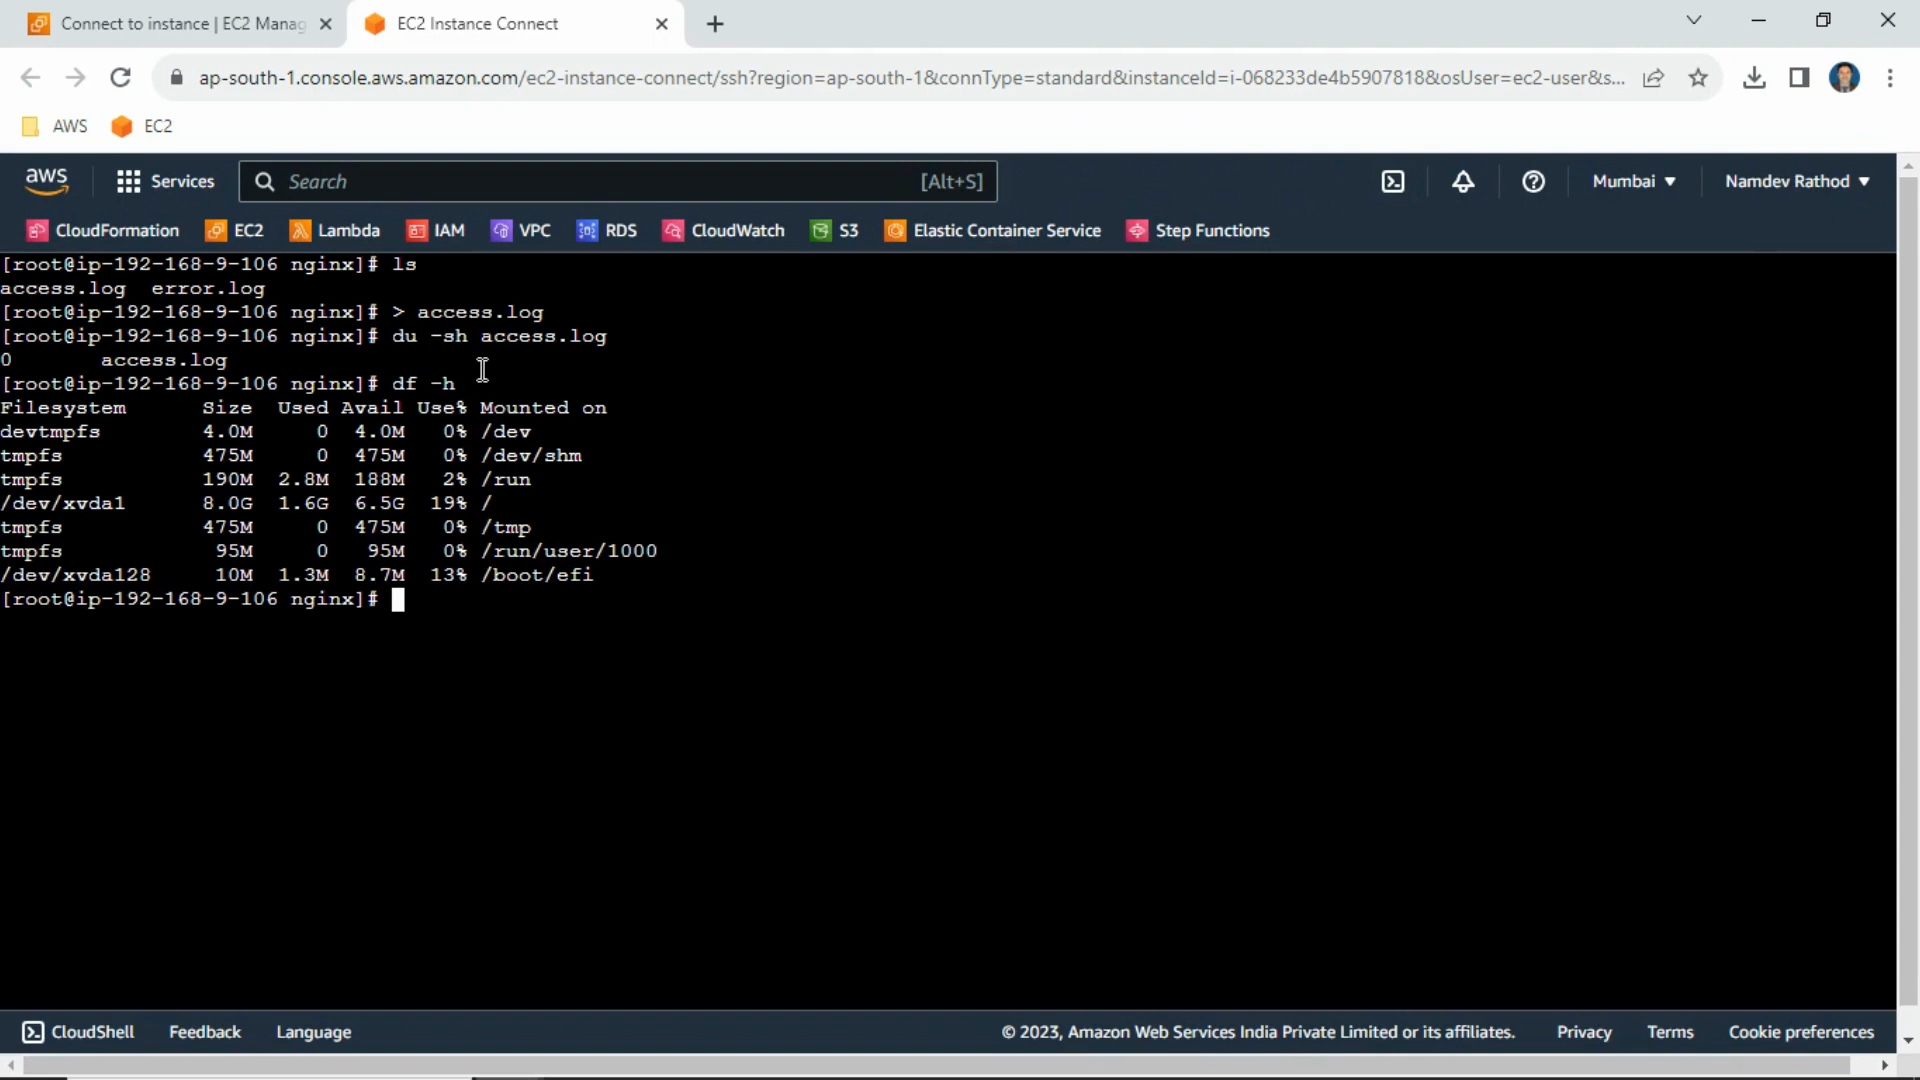 Connect to instance | EC2 Manag
EC2 Instance Connect
ap-south-1.console.aws.amazon.com/ec2-instance-connect/ssh?region=ap-south-1&connType=standard&instanceId=i-068233de4b5907818&osUser=ec2-user&s...
AWS EC2
aws Services Search [Alt+S] Mumbai Namdev Rathod
CloudFormation EC2 Lambda IAM VPC RDS CloudWatch S3 Elastic Container Service Step Functions
[root@ip-192-168-9-106 nginx]# ls
access.log  error.log
[root@ip-192-168-9-106 nginx]# > access.log
[root@ip-192-168-9-106 nginx]# du -sh access.log
0       access.log
[root@ip-192-168-9-106 nginx]# df -h
Filesystem      Size  Used Avail Use% Mounted on
devtmpfs        4.0M     0  4.0M   0% /dev
tmpfs           475M     0  475M   0% /dev/shm
tmpfs           190M  2.8M  188M   2% /run
/dev/xvda1      8.0G  1.6G  6.5G  19% /
tmpfs           475M     0  475M   0% /tmp
tmpfs            95M     0   95M   0% /run/user/1000
/dev/xvda128     10M  1.3M  8.7M  13% /boot/efi
[root@ip-192-168-9-106 nginx]#
CloudShell Feedback Language © 2023, Amazon Web Services India Private Limited or its affiliates. Privacy Terms Cookie preferences